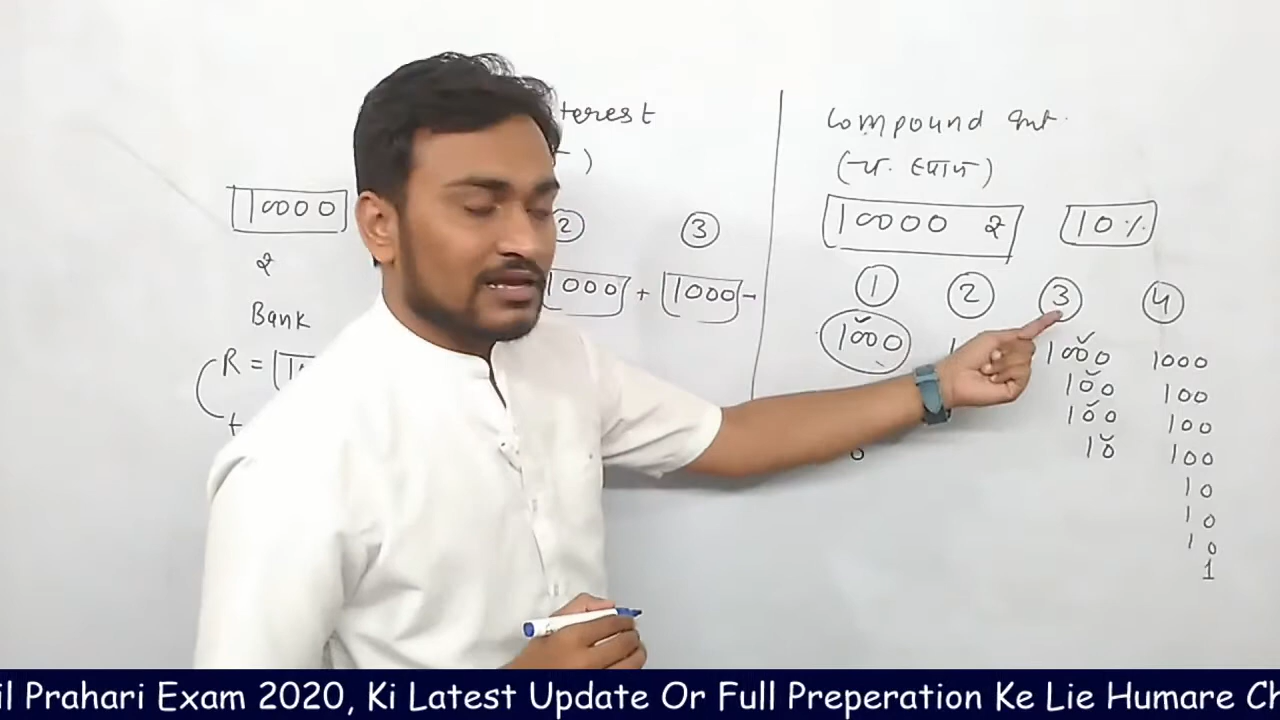 terest
)
10000
₹
Bank
R =
t
2
3
1000 + 1000 -
Compound Int.
(च. ब्याज)
10000 ₹
10%
1 2 3 4
1000 1000 1000
100 100
100 100
10 100
10
10
10
1
il Prahari Exam 2020, Ki Latest Update Or Full Preperation Ke Lie Humare Ch